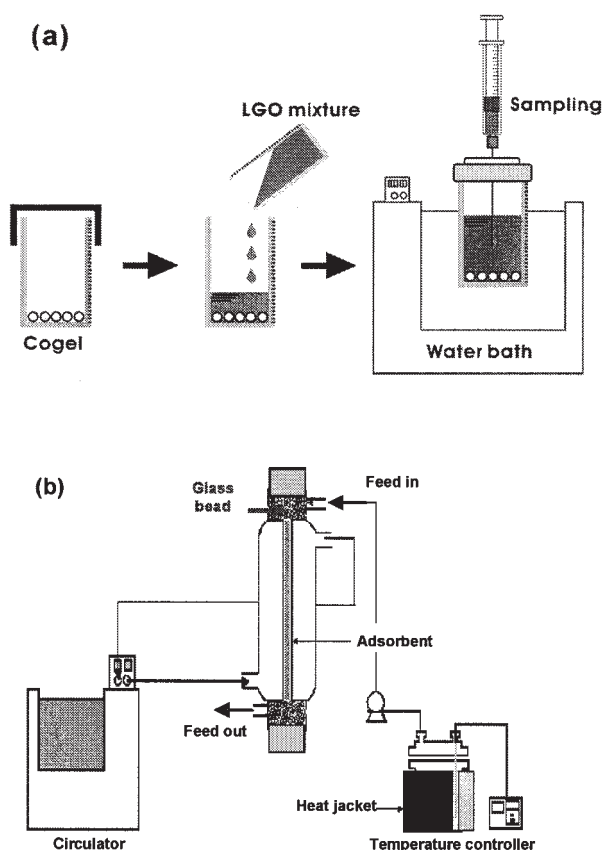 (a)
LGO mixture
Sampling
Cogel
Water bath
(b)
Glass
bead
Feed in
Adsorbent
Feed out
Heat jacket
Circulator
Temperature controller